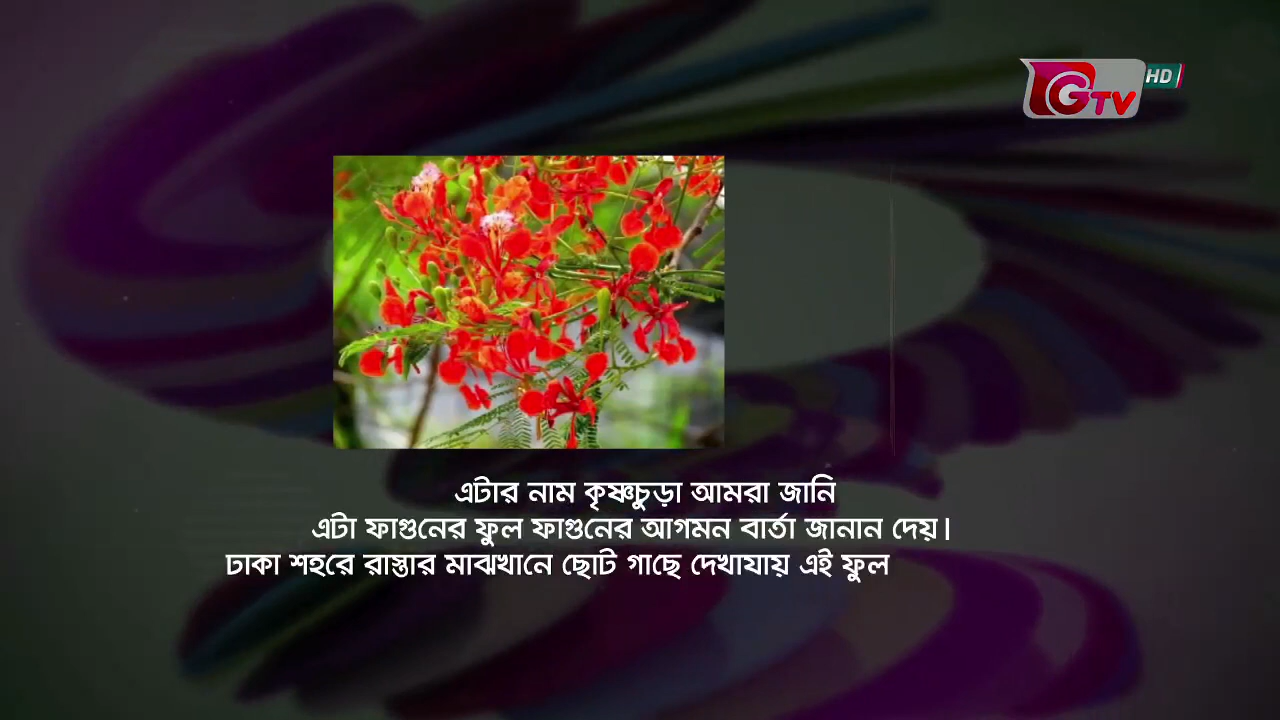 GTV HD
এটার নাম কৃষ্ণচুড়া আমরা জানি
এটা ফাগুনের ফুল ফাগুনের আগমন বার্তা জানান দেয়।
ঢাকা শহরে রাস্তার মাঝখানে ছোট গাছে দেখাযায় এই ফুল